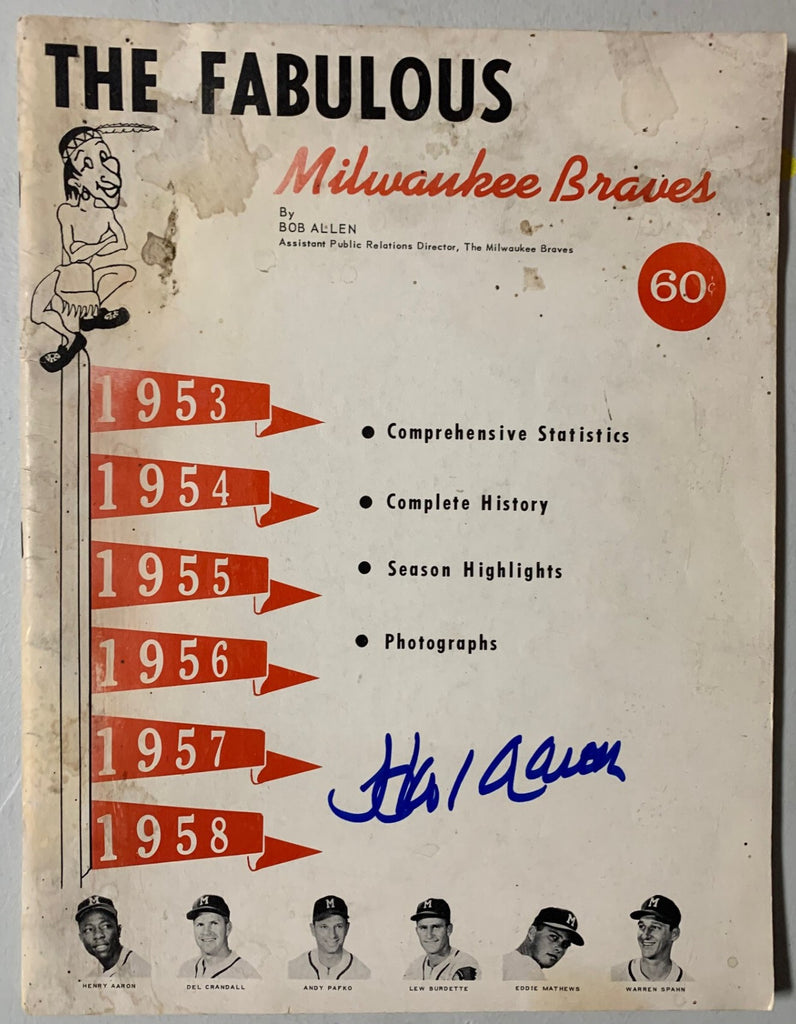 THE FABULOUS
Milwaukee Braves
By
BOB ALLEN
Assistant Public Relations Director, The Milwaukee Braves
60¢
1953
1954
1955
1956
1957
1958
● Comprehensive Statistics
● Complete History
● Season Highlights
● Photographs
Hank Aaron
M M M M M M
HENRY AARON DEL CRANDALL ANDY PAFKO LEW BURDETTE EDDIE MATHEWS WARREN SPAHN